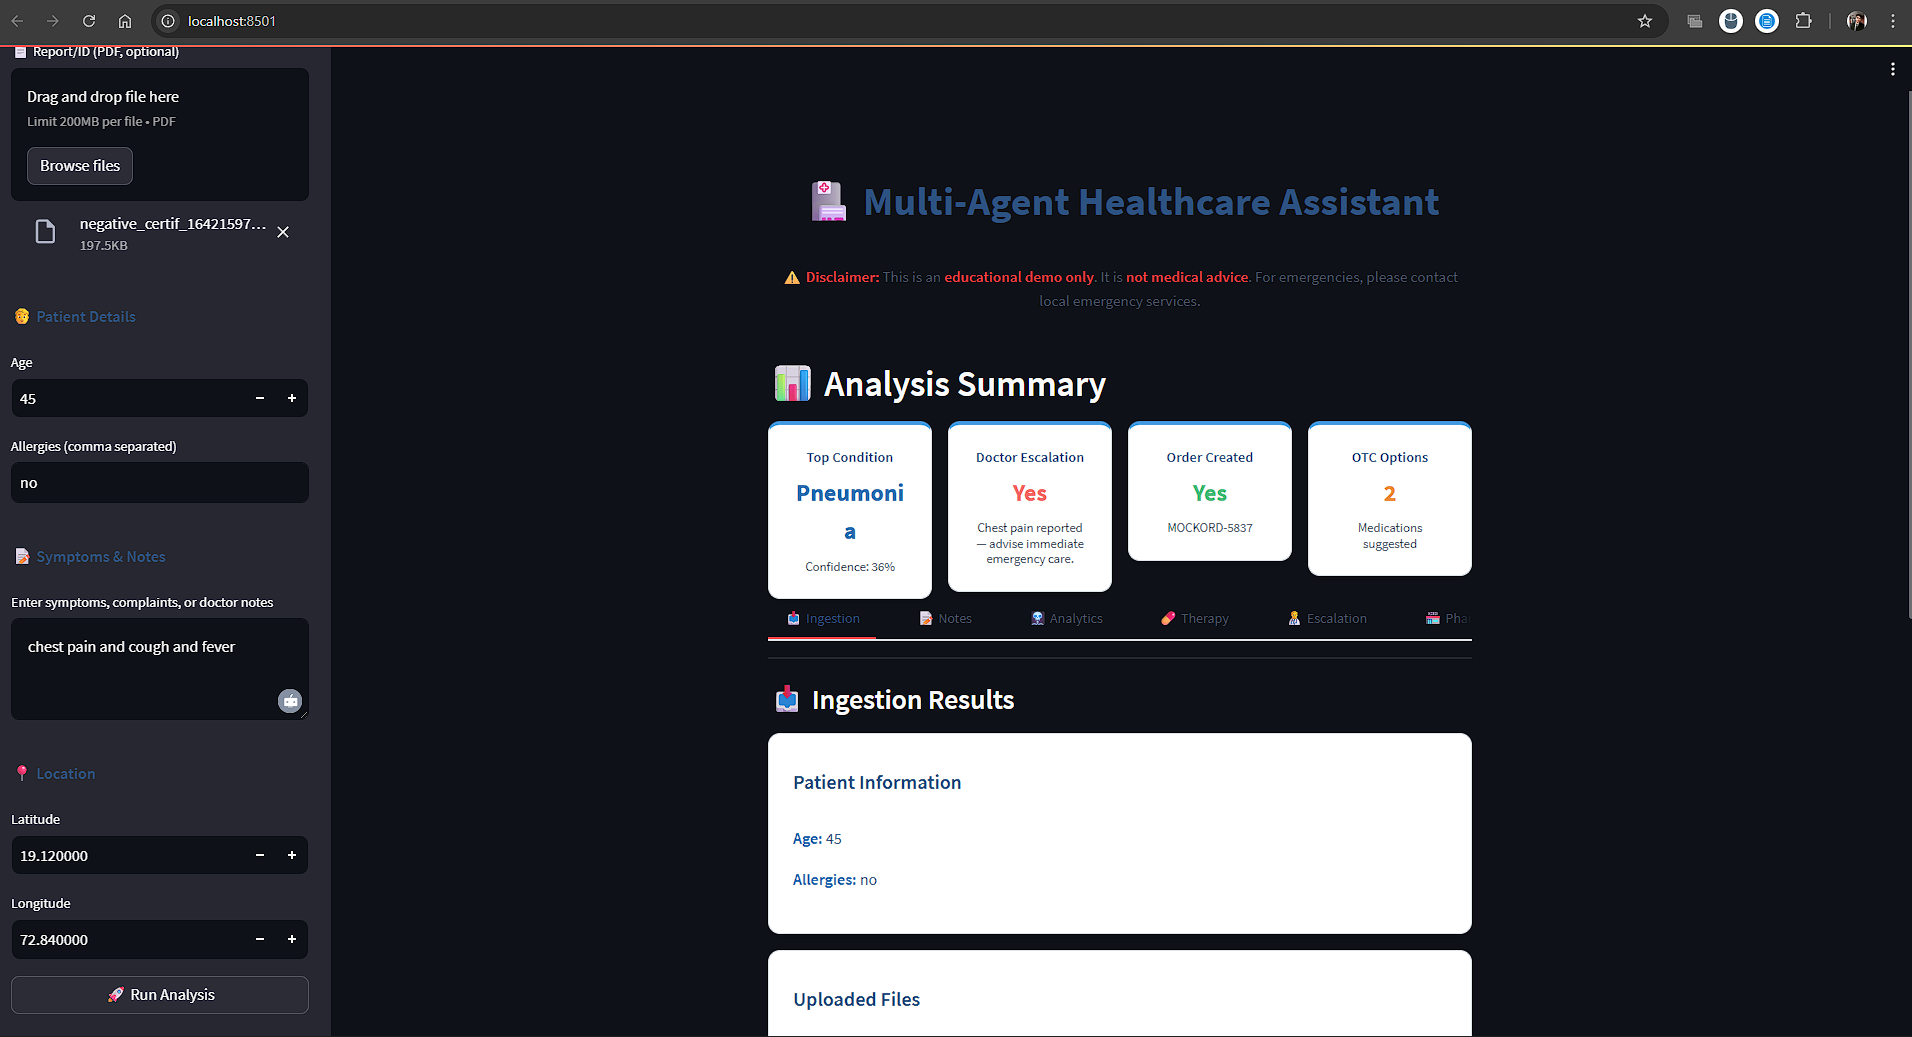 localhost:8501
Report/ID (PDF, optional)
Drag and drop file here
Limit 200MB per file • PDF
Browse files
negative_certif_16421597...
197.5KB
Patient Details
Age
45
Allergies (comma separated)
no
Symptoms & Notes
Enter symptoms, complaints, or doctor notes
chest pain and cough and fever
Location
Latitude
19.120000
Longitude
72.840000
Run Analysis
Multi-Agent Healthcare Assistant
Disclaimer: This is an educational demo only. It is not medical advice. For emergencies, please contact
local emergency services.
Analysis Summary
Top Condition
Pneumoni
a
Confidence: 36%
Doctor Escalation
Yes
Chest pain reported
— advise immediate
emergency care.
Order Created
Yes
MOCKORD-5837
OTC Options
2
Medications
suggested
Ingestion Notes Analytics Therapy Escalation Pha
Ingestion Results
Patient Information
Age: 45
Allergies: no
Uploaded Files